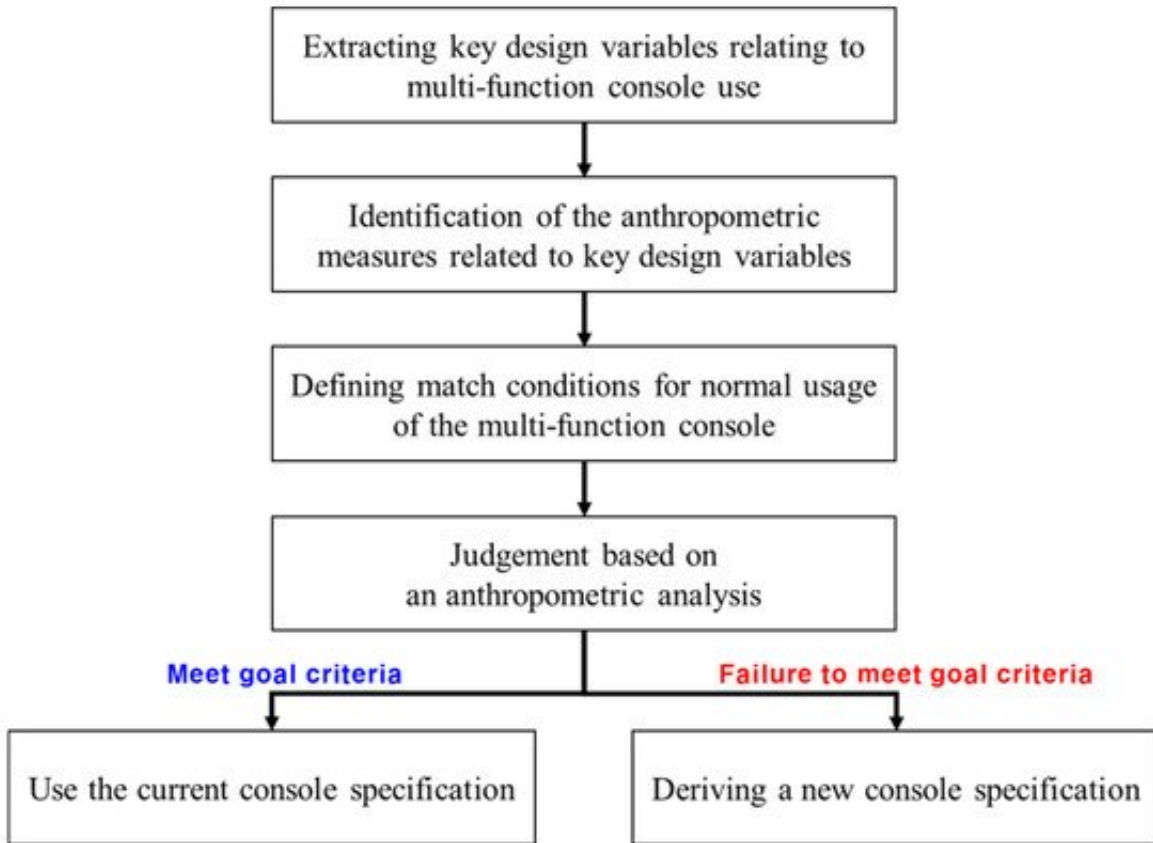 Extracting key design variables relating to
multi-function console use
Identification of the anthropometric
measures related to key design variables
Defining match conditions for normal usage
of the multi-function console
Judgement based on
an anthropometric analysis
Meet goal criteria
Failure to meet goal criteria
Use the current console specification
Deriving a new console specification